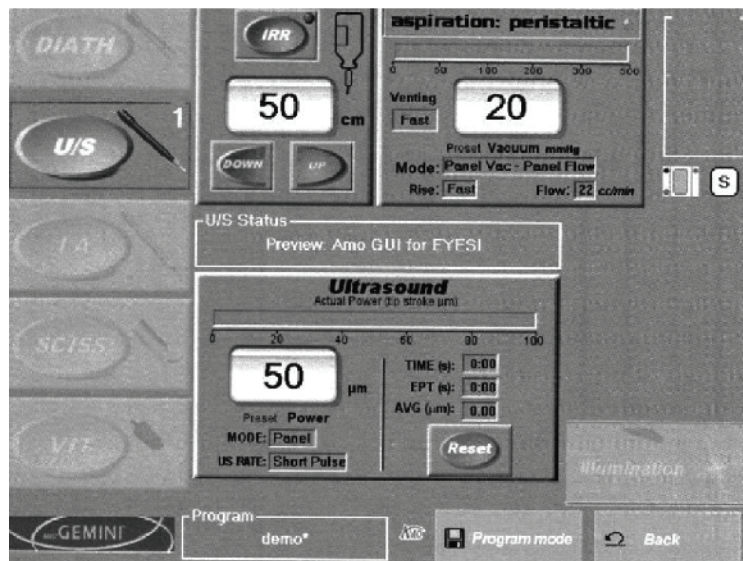 DIATH
U/S
1
I/A
SCISS
VIT
IRR
50
cm
DOWN
UP
aspiration: peristaltic
0 50 100 200 300 500
Venting
Fast
20
Preset Vacuum mmHg
Mode: Panel Vac - Panel Flow
Rise: Fast
Flow: 22 cc/min
S
U/S Status
Preview: Amo GUI for EYESI
Ultrasound
Actual Power (tip stroke µm)
0 20 40 60 80 100
50
µm
Preset Power
MODE: Panel
US RATE: Short Pulse
TIME (s): 0:00
EPT (s): 0:00
AVG (µm): 0.00
Reset
Illumination
GEMINI
Program
demo*
Program mode
Back